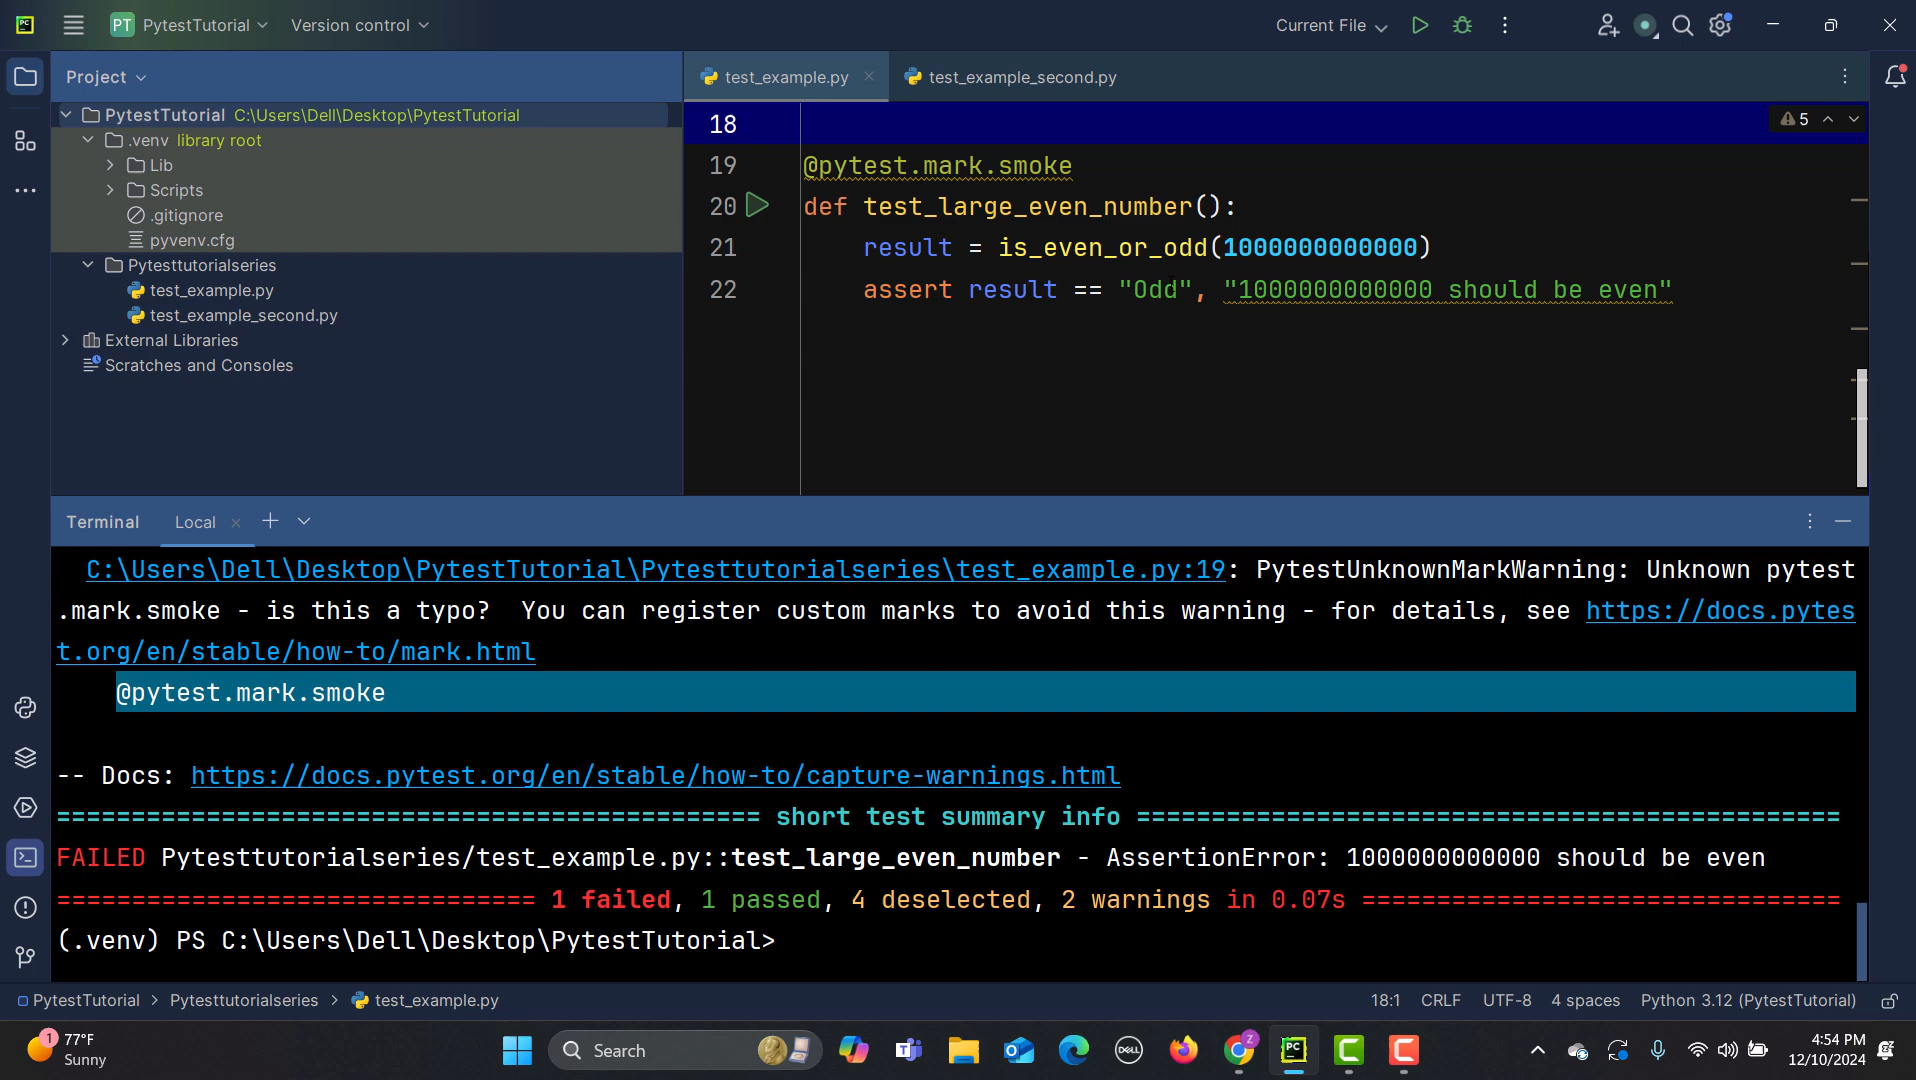 PC
PT PytestTutorial Version control Current File
Project
PytestTutorial C:\Users\Dell\Desktop\PytestTutorial
.venv library root
Lib
Scripts
.gitignore
pyvenv.cfg
Pytesttutorialseries
test_example.py
test_example_second.py
External Libraries
Scratches and Consoles
test_example.py test_example_second.py
5
18
19 @pytest.mark.smoke
20 def test_large_even_number():
21 result = is_even_or_odd(1000000000000)
22 assert result == "Odd", "1000000000000 should be even"
Terminal Local
C:\Users\Dell\Desktop\PytestTutorial\Pytesttutorialseries\test_example.py:19: PytestUnknownMarkWarning: Unknown pytest
.mark.smoke - is this a typo?  You can register custom marks to avoid this warning - for details, see https://docs.pytes
t.org/en/stable/how-to/mark.html
@pytest.mark.smoke
-- Docs: https://docs.pytest.org/en/stable/how-to/capture-warnings.html
=============================================== short test summary info ===============================================
FAILED Pytesttutorialseries/test_example.py::test_large_even_number - AssertionError: 1000000000000 should be even
================================ 1 failed, 1 passed, 4 deselected, 2 warnings in 0.07s ================================
(.venv) PS C:\Users\Dell\Desktop\PytestTutorial>
PytestTutorial > Pytesttutorialseries > test_example.py 18:1 CRLF UTF-8 4 spaces Python 3.12 (PytestTutorial)
1 77°F
Sunny
Search
DELL
Z
PC
4:54 PM
12/10/2024